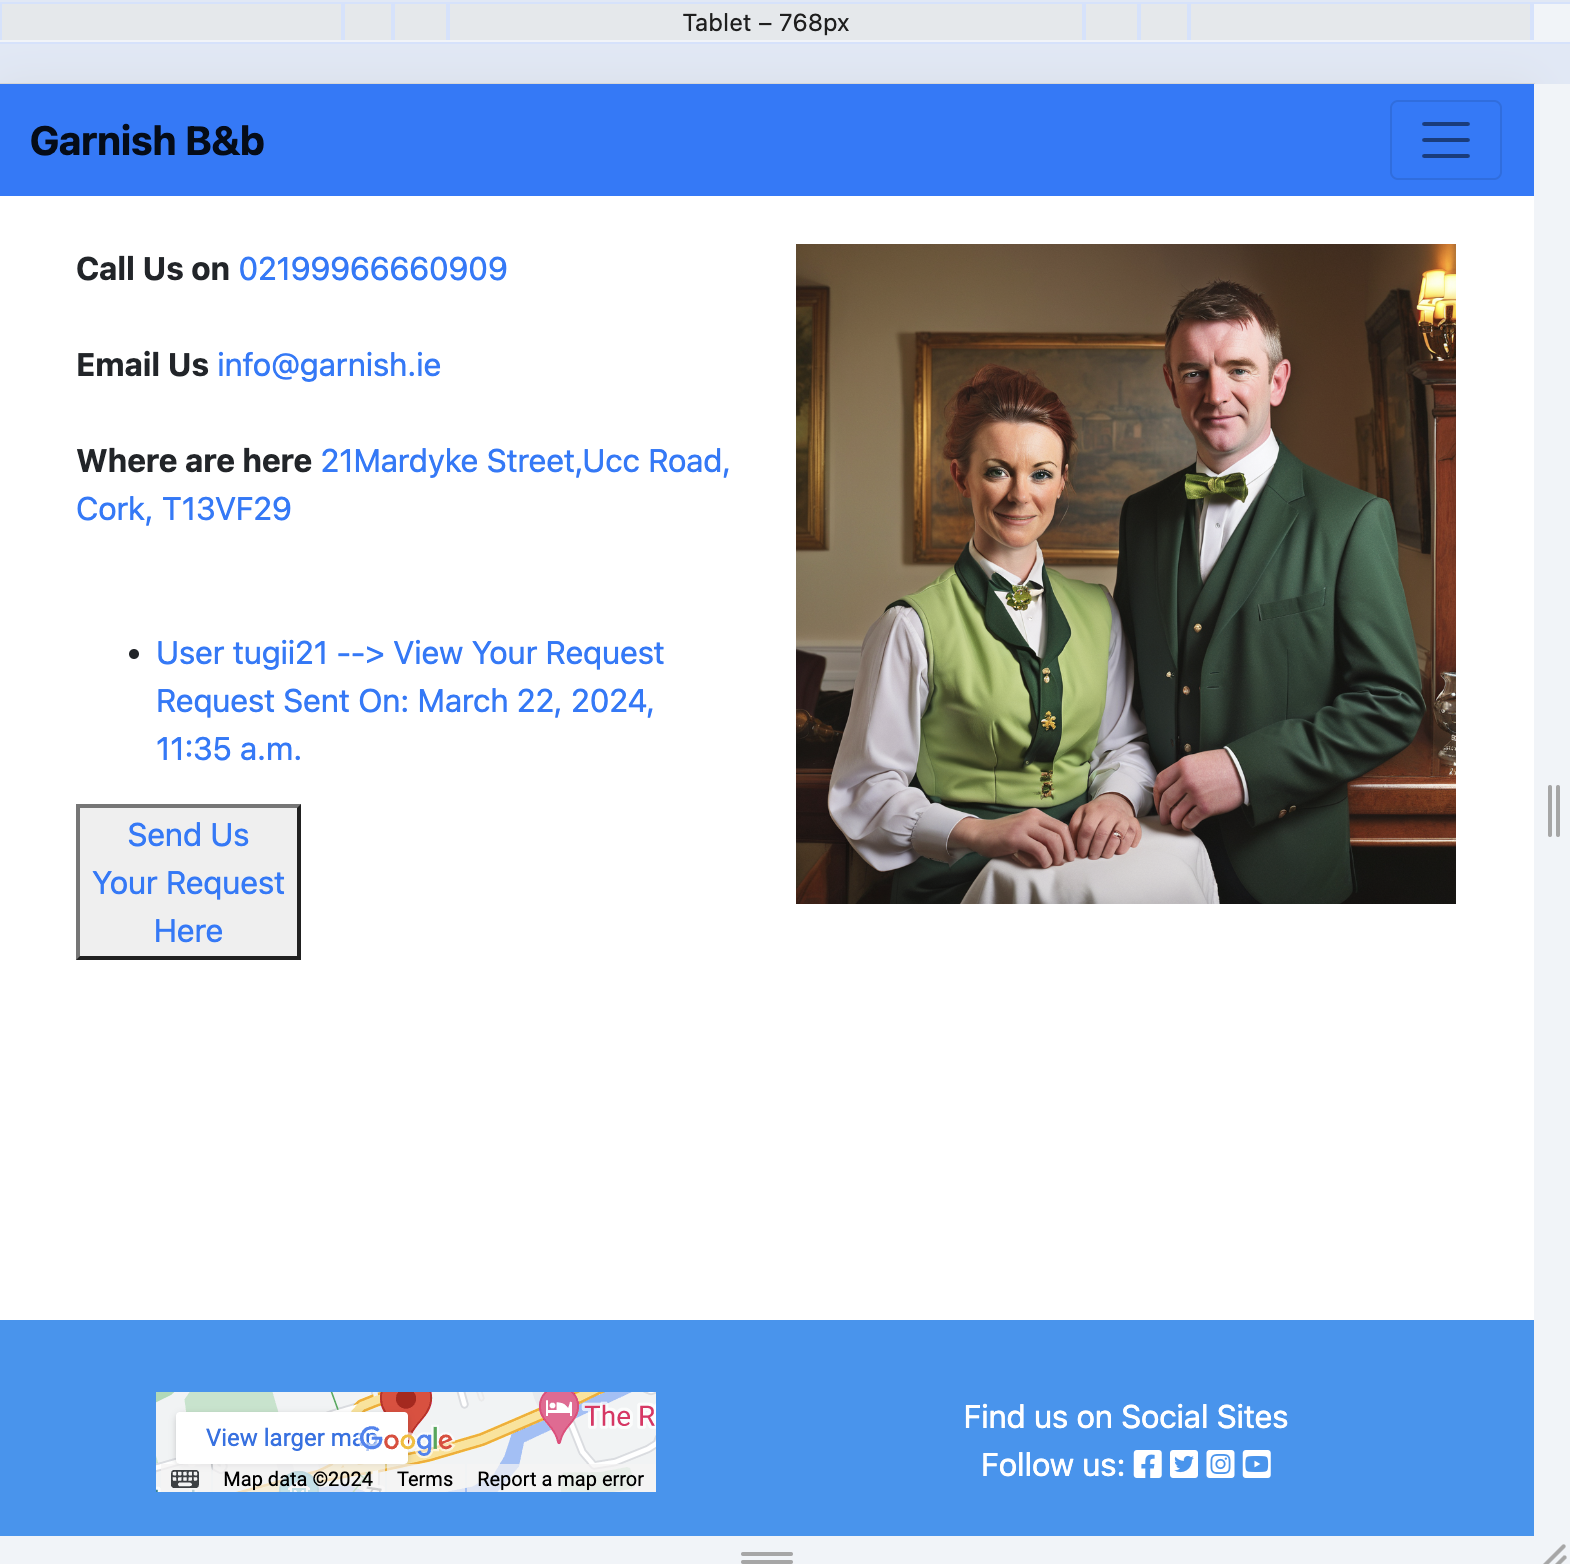 Tablet – 768px
Garnish B&b
Call Us on 02199966660909
Email Us info@garnish.ie
Where are here 21Mardyke Street,Ucc Road,
Cork, T13VF29
User tugii21 --> View Your Request
Request Sent On: March 22, 2024,
11:35 a.m.
Send Us
Your Request
Here
The R
View larger map
Google
Map data ©2024 Terms Report a map error
Find us on Social Sites
Follow us: